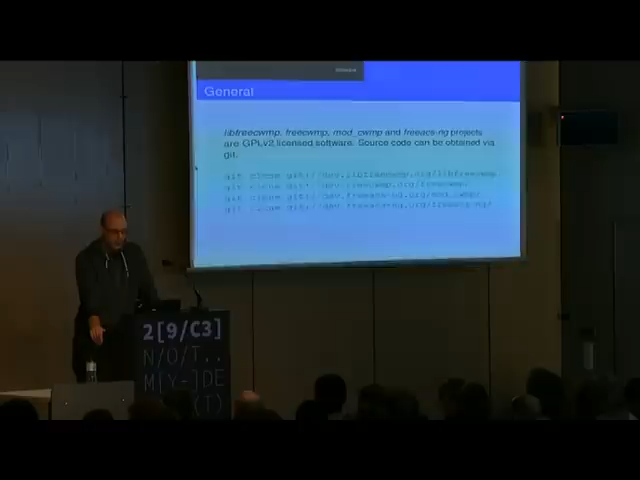 General
libfreecwmp, freecwmp, mod_cwmp and freeacs-ng projects
are GPLv2 licensed software. Source code can be obtained via
git.
git clone git://dev.libfreecwmp.org/libfreecwmp
git clone git://dev.freecwmp.org/freecwmp
git clone git://dev.freeacs-ng.org/mod_cwmp/
git clone git://dev.freeacs-ng.org/freeacs-ng/
2[9/C3]
N/O/T..
M[Y-]DE
(T)